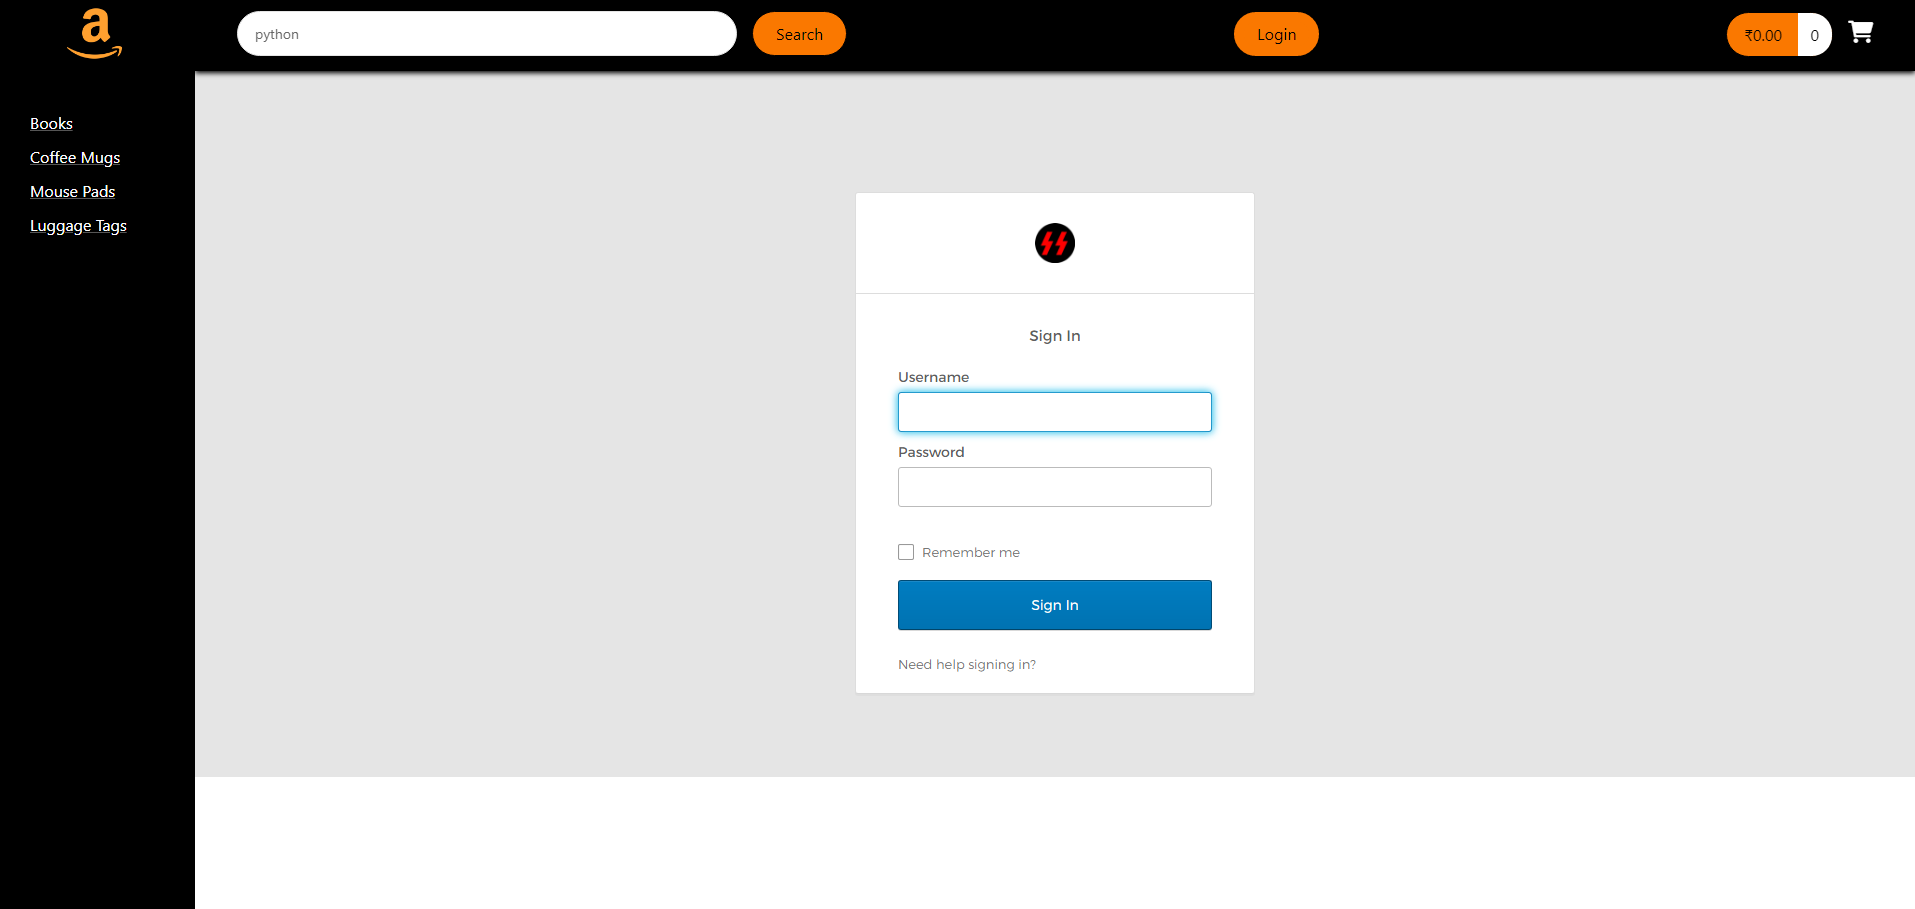 a
python
Search
Login
₹0.00
0
Books
Coffee Mugs
Mouse Pads
Luggage Tags
Sign In
Username
Password
Remember me
Sign In
Need help signing in?